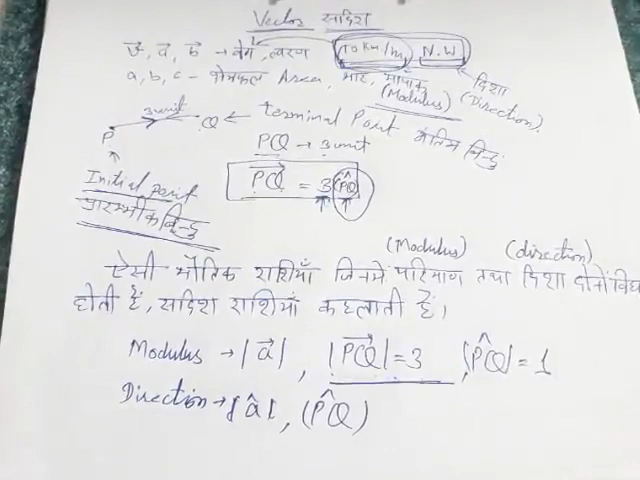 Vector सदिश
v⃗, a⃗, b⃗ → वेग, त्वरण 10 km/h, N.W
a, b, c - क्षेत्रफल Area, भार, मापांक दिशा
(Modulus) (Direction).
3 unit
P Q ← terminal Point अंतिम बिन्दु
PQ → 3 unit
Initial point
प्रारम्भीक बिन्दु
P͞Q⃗ = 3 (P̂Q)
(Modulus) (direction)
ऐसी भौतिक राशियाँ जिनमें परिमाण तथा दिशा दोनों विद्य
होती हैं, सदिश राशियाँ कहलाती हैं।
Modulus → |a⃗|, |PQ⃗| = 3, |P̂Q| = 1
Direction → |â|, (P̂Q)